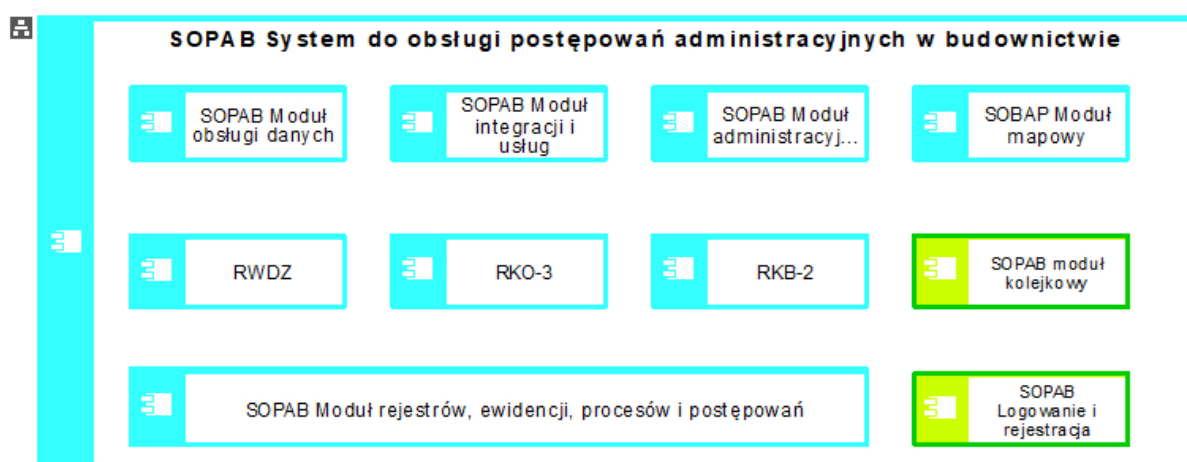 SOPAB System do obsługi postępowań administracyjnych w budownictwie
SOPAB Moduł
obsługi danych
SOPAB Moduł
integracji i
usług
SOPAB Moduł
administracyj...
SOBAP Moduł
mapowy
RWDZ
RKO-3
RKB-2
SOPAB moduł
kolejkowy
SOPAB Moduł rejestrów, ewidencji, procesów i postępowań
SOPAB
Logowanie i
rejestracja